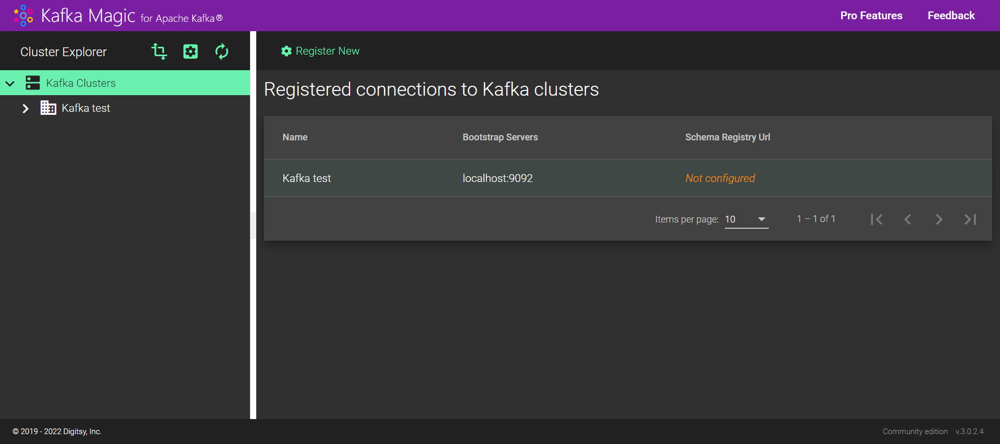 Kafka Magic for Apache Kafka®
Pro Features
Feedback
Cluster Explorer
Kafka Clusters
Kafka test
Register New
Registered connections to Kafka clusters
Name Bootstrap Servers Schema Registry Url
Kafka test localhost:9092 Not configured
Items per page: 10 1 – 1 of 1
© 2019 - 2022 Digitsy, Inc.
Community edition v.3.0.2.4